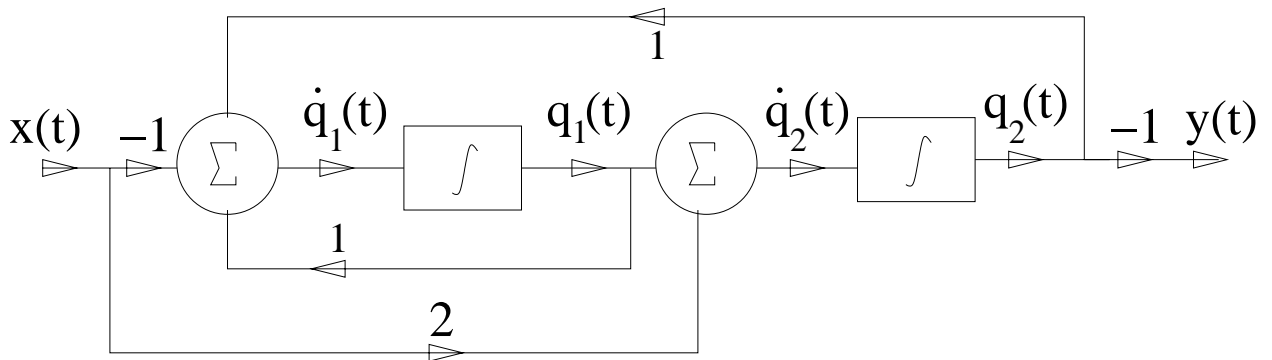 1
x(t)
−1
Σ
q̇₁(t)
∫
q₁(t)
Σ
q̇₂(t)
∫
q₂(t)
−1
y(t)
1
2